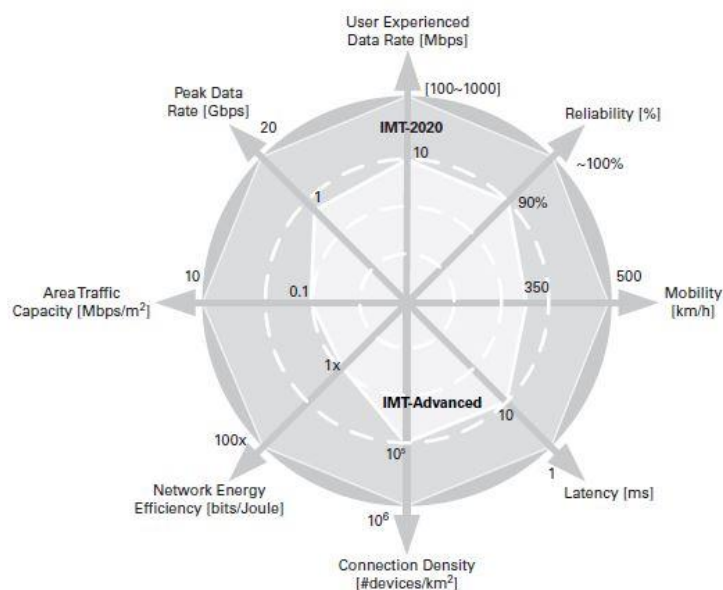 User Experienced
Data Rate [Mbps]
Peak Data
Rate [Gbps]
[100~1000]
Reliability [%]
20
IMT-2020
10
~100%
1
90%
10
Area Traffic
Capacity [Mbps/m²]
0.1
350
500
Mobility
[km/h]
1x
IMT-Advanced
10
100x
10⁵
1
Network Energy
Efficiency [bits/Joule]
10⁶
Latency [ms]
Connection Density
[#devices/km²]